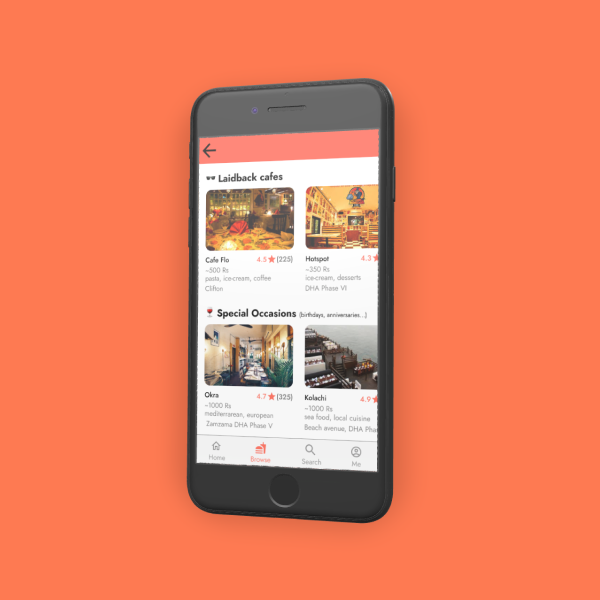 Laidback cafes
Cafe Flo 4.5 (225)
~500 Rs
pasta, ice-cream, coffee
Clifton
Hotspot 4.3
~350 Rs
ice-cream, desserts
DHA Phase VI
Special Occasions (birthdays, anniversaries...)
Okra 4.7 (325)
~1000 Rs
mediterranean, european
Zamzama DHA Phase V
Kolachi 4.9
~1000 Rs
sea food, local cuisine
Beach avenue, DHA Pha
Home
Browse
Search
Me